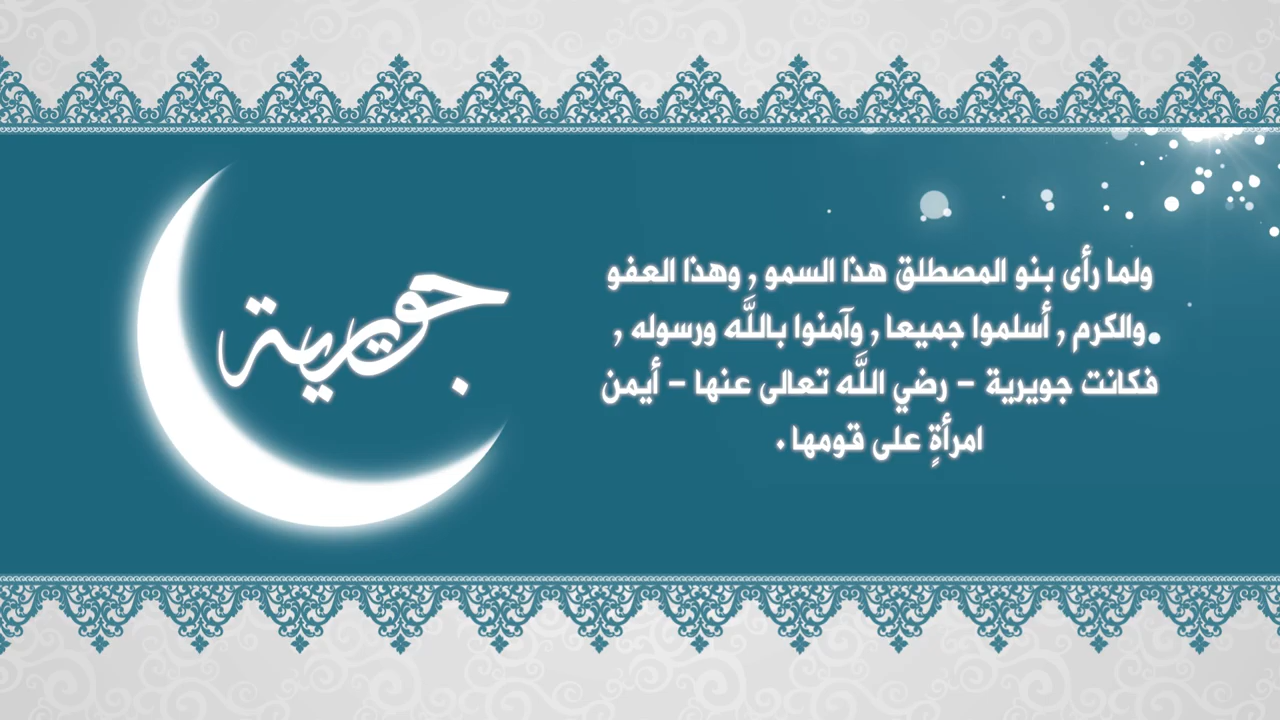 ولما رأى بنو المصطلق هذا السمو , وهذا العفو
والكرم , أسلموا جميعا , وآمنوا باللَّه ورسوله ,
فكانت جويرية – رضي اللَّه تعالى عنها – أيمن
امرأةٍ على قومها .
جويرية